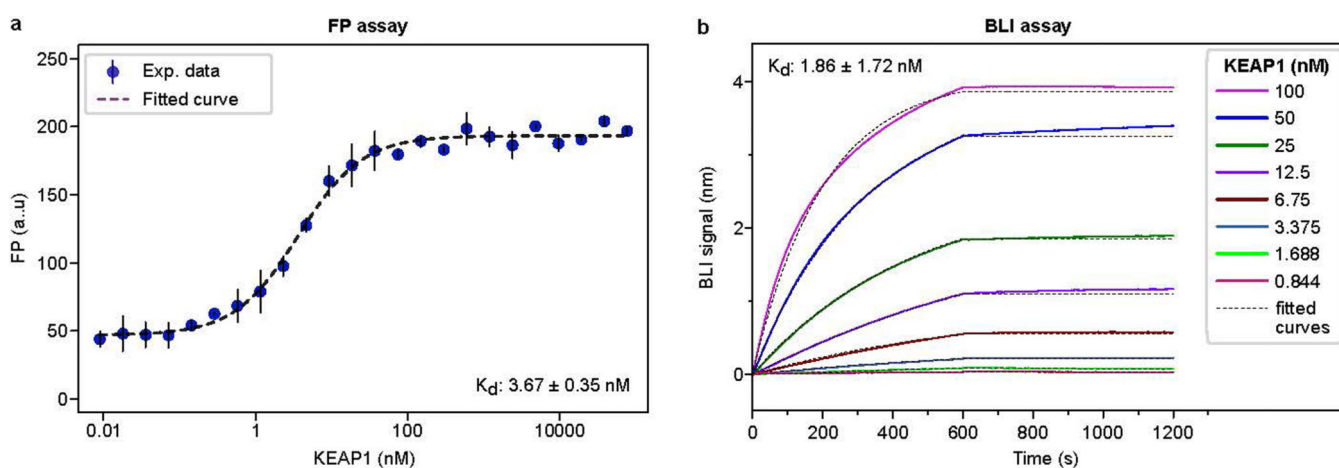 a
FP assay
250
200
150
100
50
0
FP (a..u)
Exp. data
Fitted curve
Kd: 3.67 ± 0.35 nM
0.01
1
100
10000
KEAP1 (nM)
b
BLI assay
Kd: 1.86 ± 1.72 nM
4
2
0
BLI signal (nm)
0
200
400
600
800
1000
1200
Time (s)
KEAP1 (nM)
100
50
25
12.5
6.75
3.375
1.688
0.844
fitted
curves